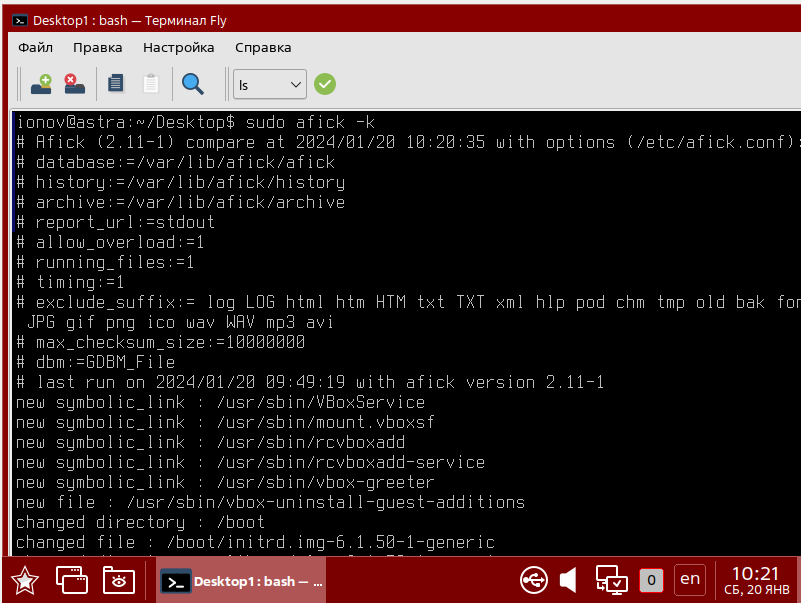 Desktop1 : bash — Терминал Fly
Файл Правка Настройка Справка
ls
ionov@astra:~/Desktop$ sudo afick -k
# Afick (2.11-1) compare at 2024/01/20 10:20:35 with options (/etc/afick.conf):
# database:=/var/lib/afick/afick
# history:=/var/lib/afick/history
# archive:=/var/lib/afick/archive
# report_url:=stdout
# allow_overload:=1
# running_files:=1
# timing:=1
# exclude_suffix:= log LOG html htm HTM txt TXT xml hlp pod chm tmp old bak fon
JPG gif png ico wav WAV mp3 avi
# max_checksum_size:=10000000
# dbm:=GDBM_File
# last run on 2024/01/20 09:49:19 with afick version 2.11-1
new symbolic_link : /usr/sbin/VBoxService
new symbolic_link : /usr/sbin/mount.vboxsf
new symbolic_link : /usr/sbin/rcvboxadd
new symbolic_link : /usr/sbin/rcvboxadd-service
new symbolic_link : /usr/sbin/vbox-greeter
new file : /usr/sbin/vbox-uninstall-guest-additions
changed directory : /boot
changed file : /boot/initrd.img-6.1.50-1-generic
Desktop1 : bash — ...
0
en
10:21
СБ, 20 ЯНВ